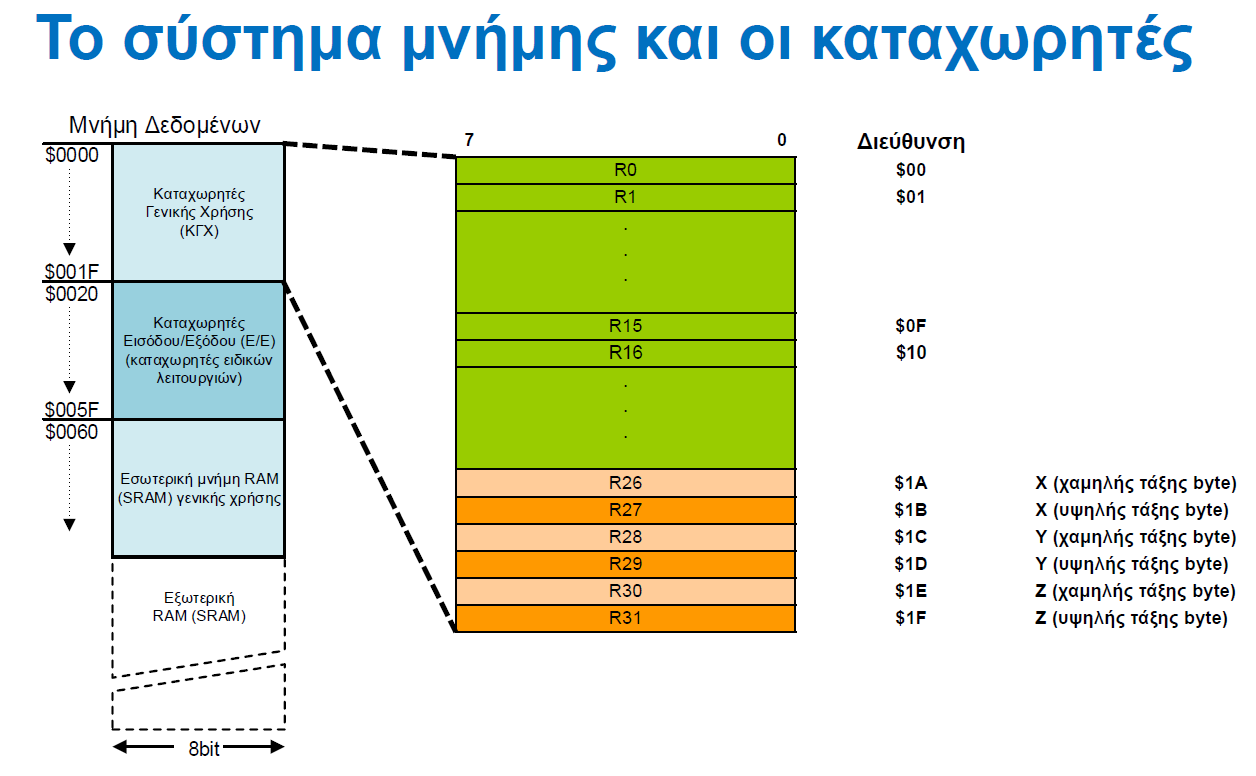 Το σύστημα μνήμης και οι καταχωρητές
Μνήμη Δεδομένων
$0000
Καταχωρητές
Γενικής Χρήσης
(ΚΓΧ)
$001F
$0020
Καταχωρητές
Εισόδου/Εξόδου (Ε/Ε)
(καταχωρητές ειδικών
λειτουργιών)
$005F
$0060
Εσωτερική μνήμη RAM
(SRAM) γενικής χρήσης
Εξωτερική
RAM (SRAM)
8bit
7 0 Διεύθυνση
R0 $00
R1 $01
.
.
.
R15 $0F
R16 $10
.
.
.
R26 $1A X (χαμηλής τάξης byte)
R27 $1B X (υψηλής τάξης byte)
R28 $1C Y (χαμηλής τάξης byte)
R29 $1D Y (υψηλής τάξης byte)
R30 $1E Z (χαμηλής τάξης byte)
R31 $1F Z (υψηλής τάξης byte)